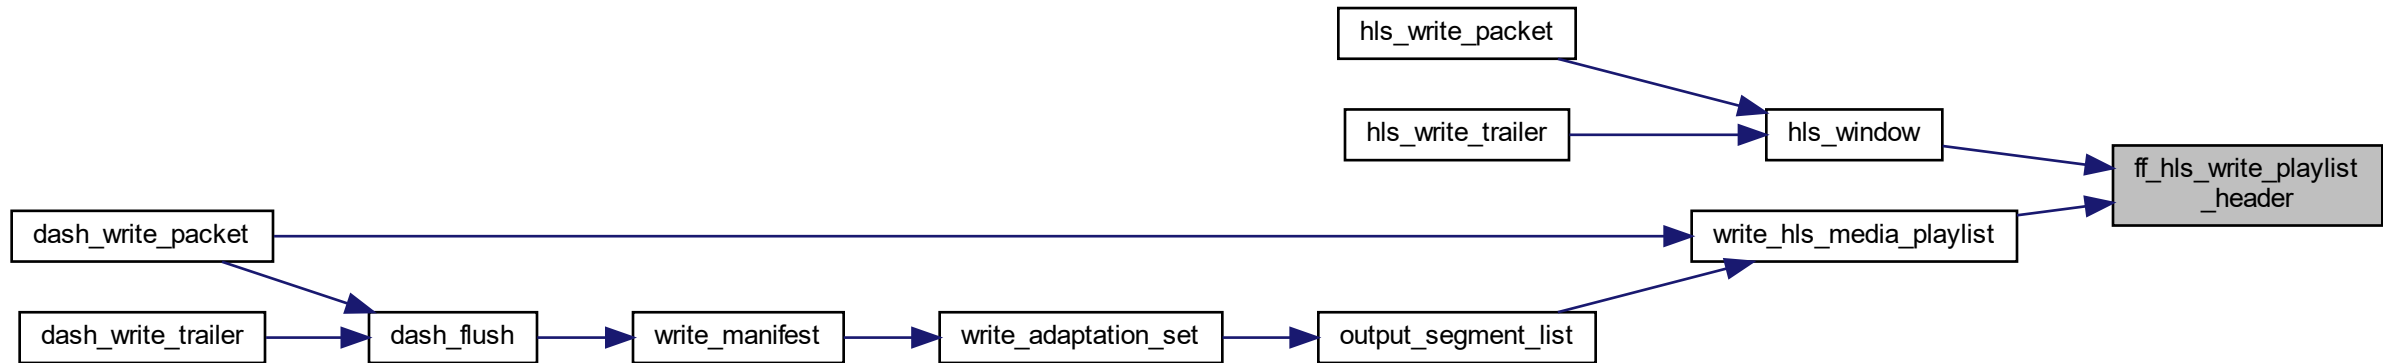 hls_write_packet
hls_write_trailer
hls_window
ff_hls_write_playlist
_header
dash_write_packet
write_hls_media_playlist
dash_write_trailer
dash_flush
write_manifest
write_adaptation_set
output_segment_list